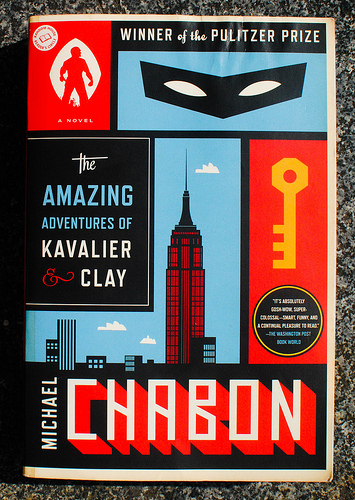 WINNER of the PULITZER PRIZE
A NOVEL
the
AMAZING
ADVENTURES OF
KAVALIER
& CLAY
"IT'S ABSOLUTELY
GOSH-WOW, SUPER-
COLOSSAL—SMART, FUNNY, AND
A CONTINUAL PLEASURE TO READ."
—THE WASHINGTON POST
BOOK WORLD
MICHAEL
CHABON